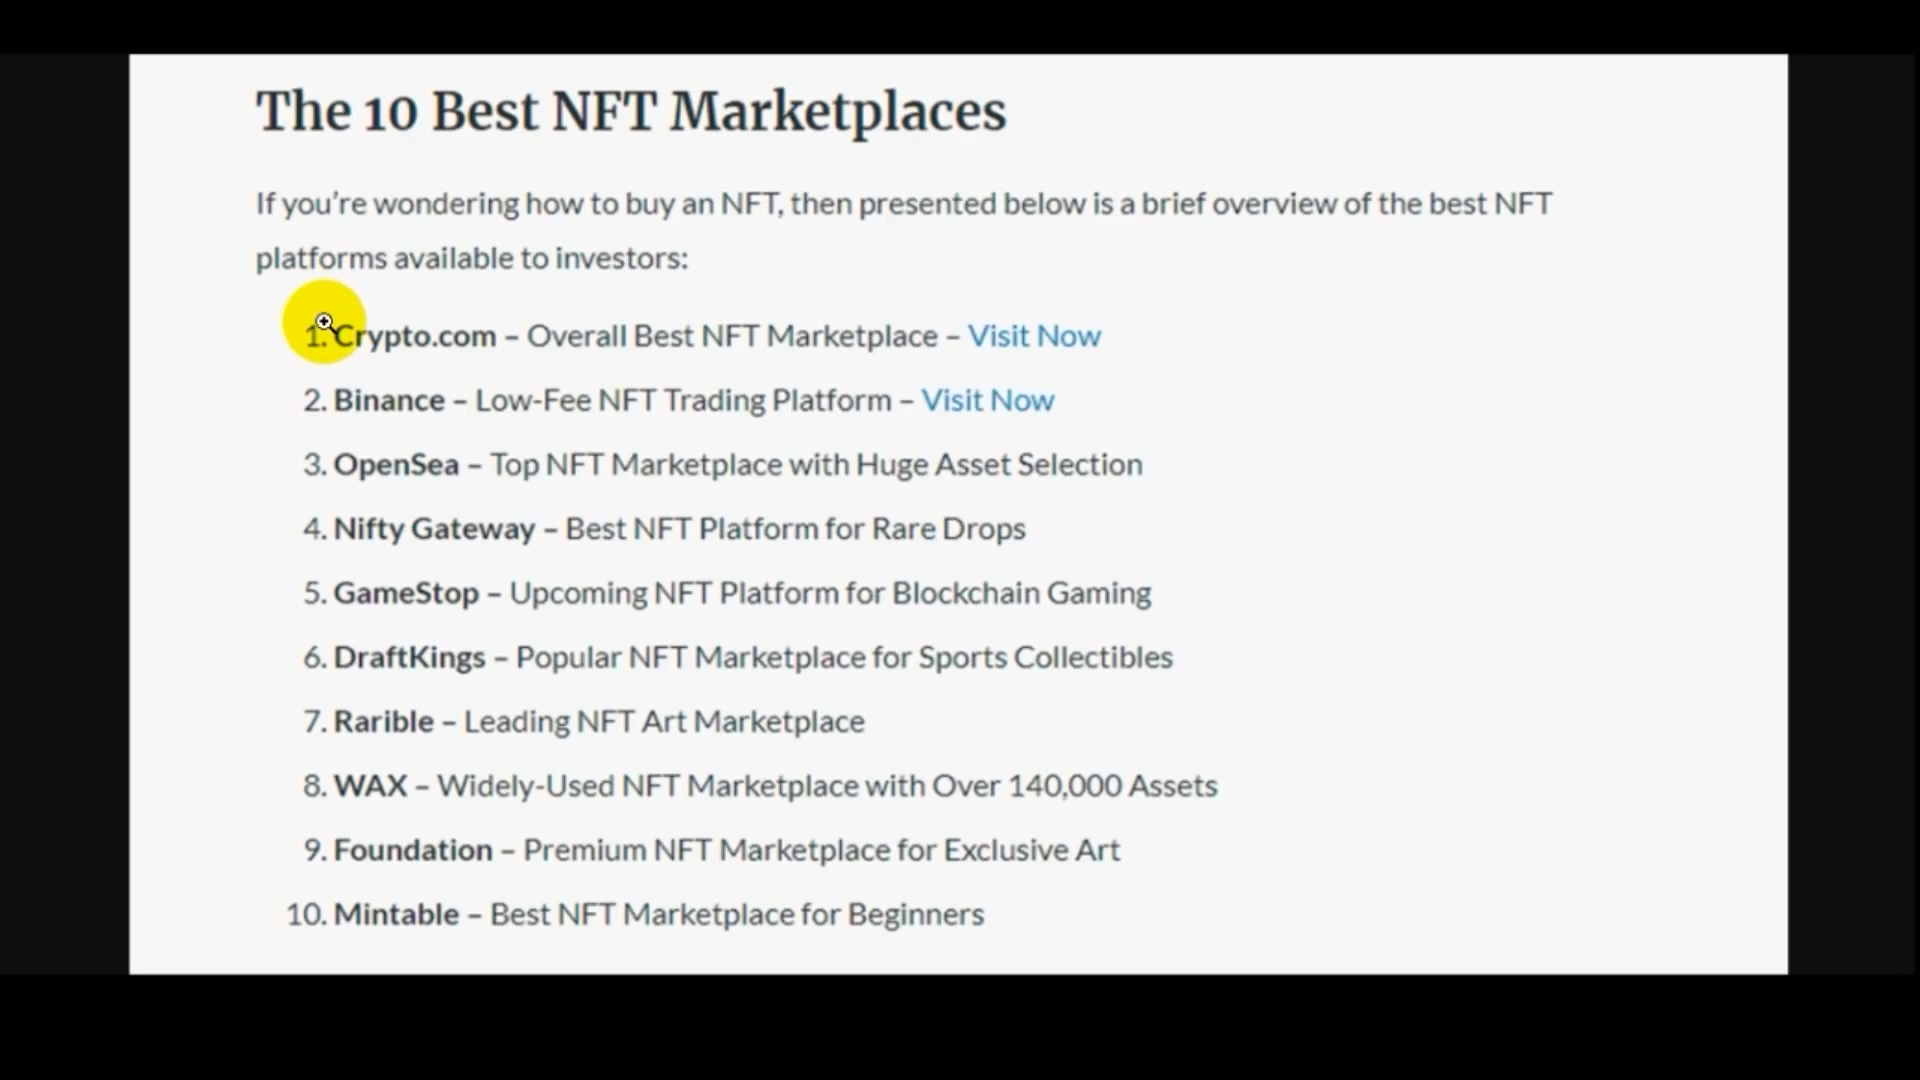 The 10 Best NFT Marketplaces
If you’re wondering how to buy an NFT, then presented below is a brief overview of the best NFT
platforms available to investors:
1. Crypto.com – Overall Best NFT Marketplace – Visit Now
2. Binance – Low-Fee NFT Trading Platform – Visit Now
3. OpenSea – Top NFT Marketplace with Huge Asset Selection
4. Nifty Gateway – Best NFT Platform for Rare Drops
5. GameStop – Upcoming NFT Platform for Blockchain Gaming
6. DraftKings – Popular NFT Marketplace for Sports Collectibles
7. Rarible – Leading NFT Art Marketplace
8. WAX – Widely-Used NFT Marketplace with Over 140,000 Assets
9. Foundation – Premium NFT Marketplace for Exclusive Art
10. Mintable – Best NFT Marketplace for Beginners